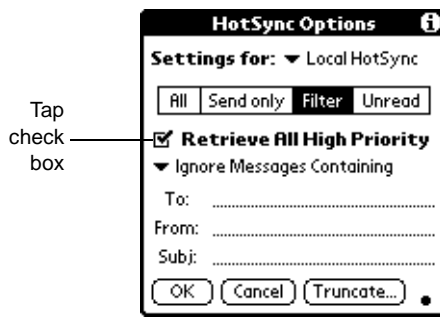 HotSync Options
Settings for: Local HotSync
All Send only Filter Unread
Tap
check
box
Retrieve All High Priority
Ignore Messages Containing
To:
From:
Subj:
OK Cancel Truncate...